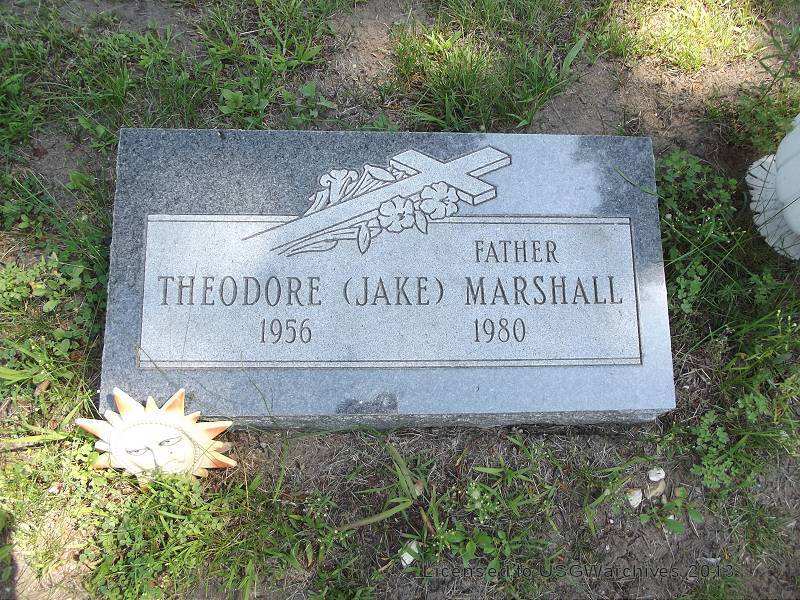 FATHER
THEODORE (JAKE) MARSHALL
1956 1980
Licensed to USGWarchives 2013